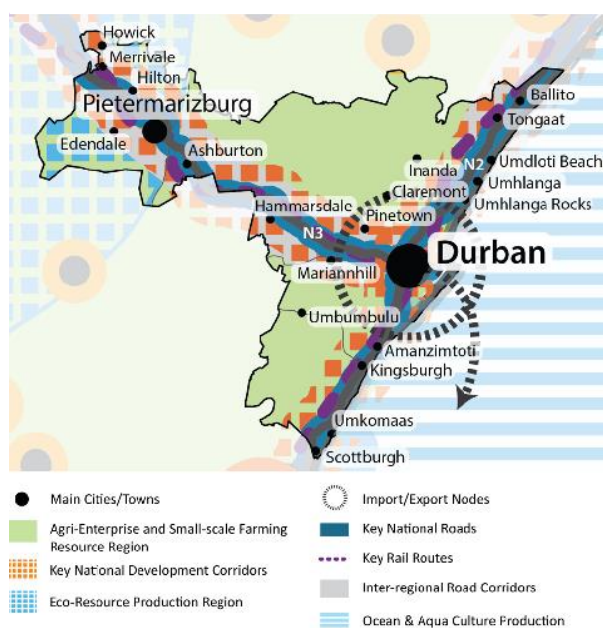 Howick
Merrivale
Hilton
Pietermarizburg
Edendale
Ashburton
Ballito
Tongaat
Inanda
N2
Umdloti Beach
Claremont
Umhlanga
Hammarsdale
Pinetown
Umhlanga Rocks
N3
Durban
Mariannhill
Umbumbulu
Amanzimtoti
Kingsburgh
Umkomaas
Scottburgh
Main Cities/Towns
Agri-Enterprise and Small-scale Farming
Resource Region
Key National Development Corridors
Eco-Resource Production Region
Import/Export Nodes
Key National Roads
Key Rail Routes
Inter-regional Road Corridors
Ocean & Aqua Culture Production